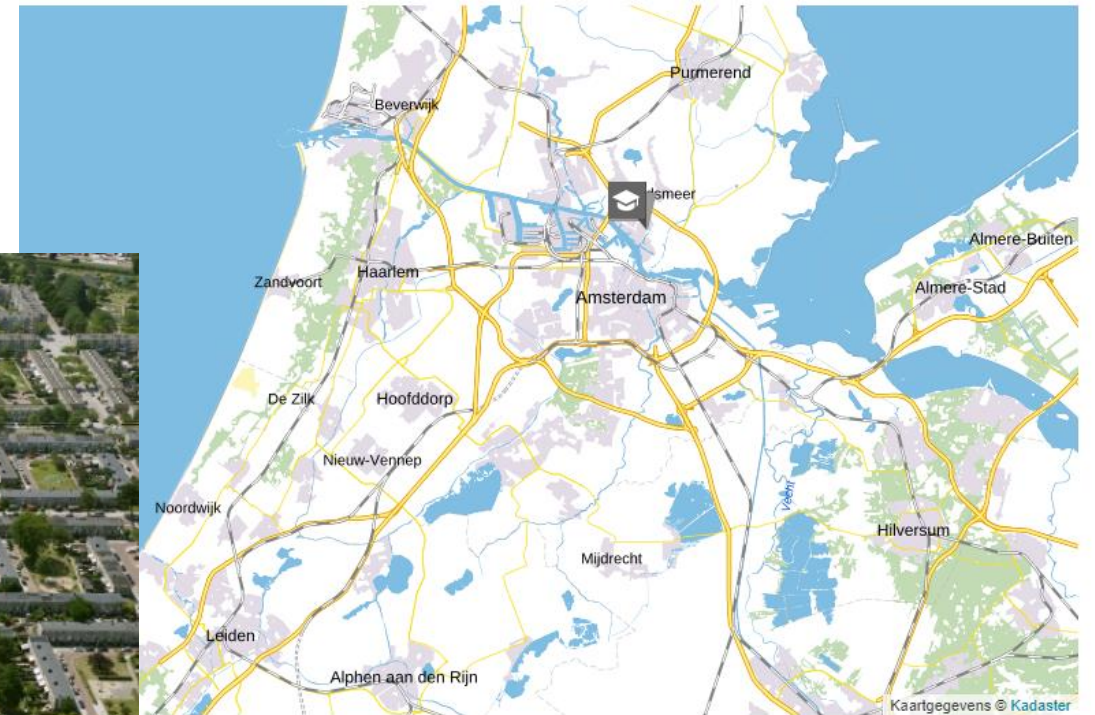 Purmerend
Beverwijk
dsmeer
Almere-Buiten
Zandvoort
Haarlem
Almere-Stad
Amsterdam
De Zilk
Hoofddorp
Nieuw-Vennep
Vecht
Noordwijk
Hilversum
Mijdrecht
Leiden
Alphen aan den Rijn
Kaartgegevens © Kadaster